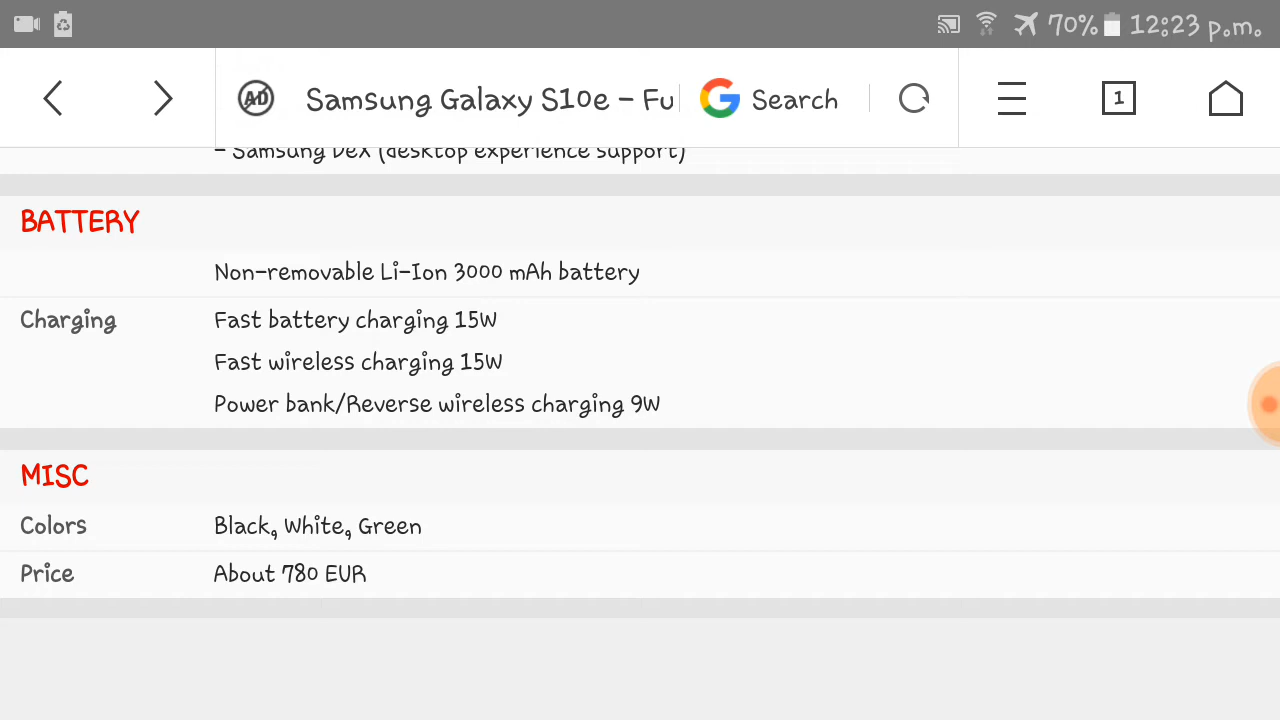 70% 12:23 p.m.
AD Samsung Galaxy S10e – Fu Search 1
– Samsung DeX (desktop experience support)
BATTERY
Non-removable Li-Ion 3000 mAh battery
Charging Fast battery charging 15W
Fast wireless charging 15W
Power bank/Reverse wireless charging 9W
MISC
Colors Black, White, Green
Price About 780 EUR